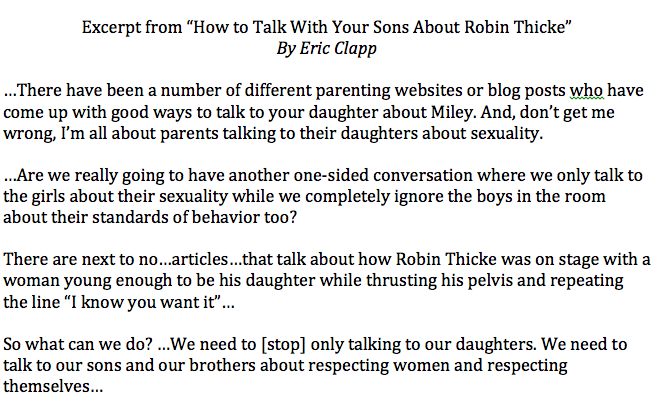 Excerpt from “How to Talk With Your Sons About Robin Thicke”
By Eric Clapp
...There have been a number of different parenting websites or blog posts who have
come up with good ways to talk to your daughter about Miley. And, don’t get me
wrong, I’m all about parents talking to their daughters about sexuality.
...Are we really going to have another one-sided conversation where we only talk to
the girls about their sexuality while we completely ignore the boys in the room
about their standards of behavior too?
There are next to no...articles...that talk about how Robin Thicke was on stage with a
woman young enough to be his daughter while thrusting his pelvis and repeating
the line “I know you want it”...
So what can we do? ...We need to [stop] only talking to our daughters. We need to
talk to our sons and our brothers about respecting women and respecting
themselves...